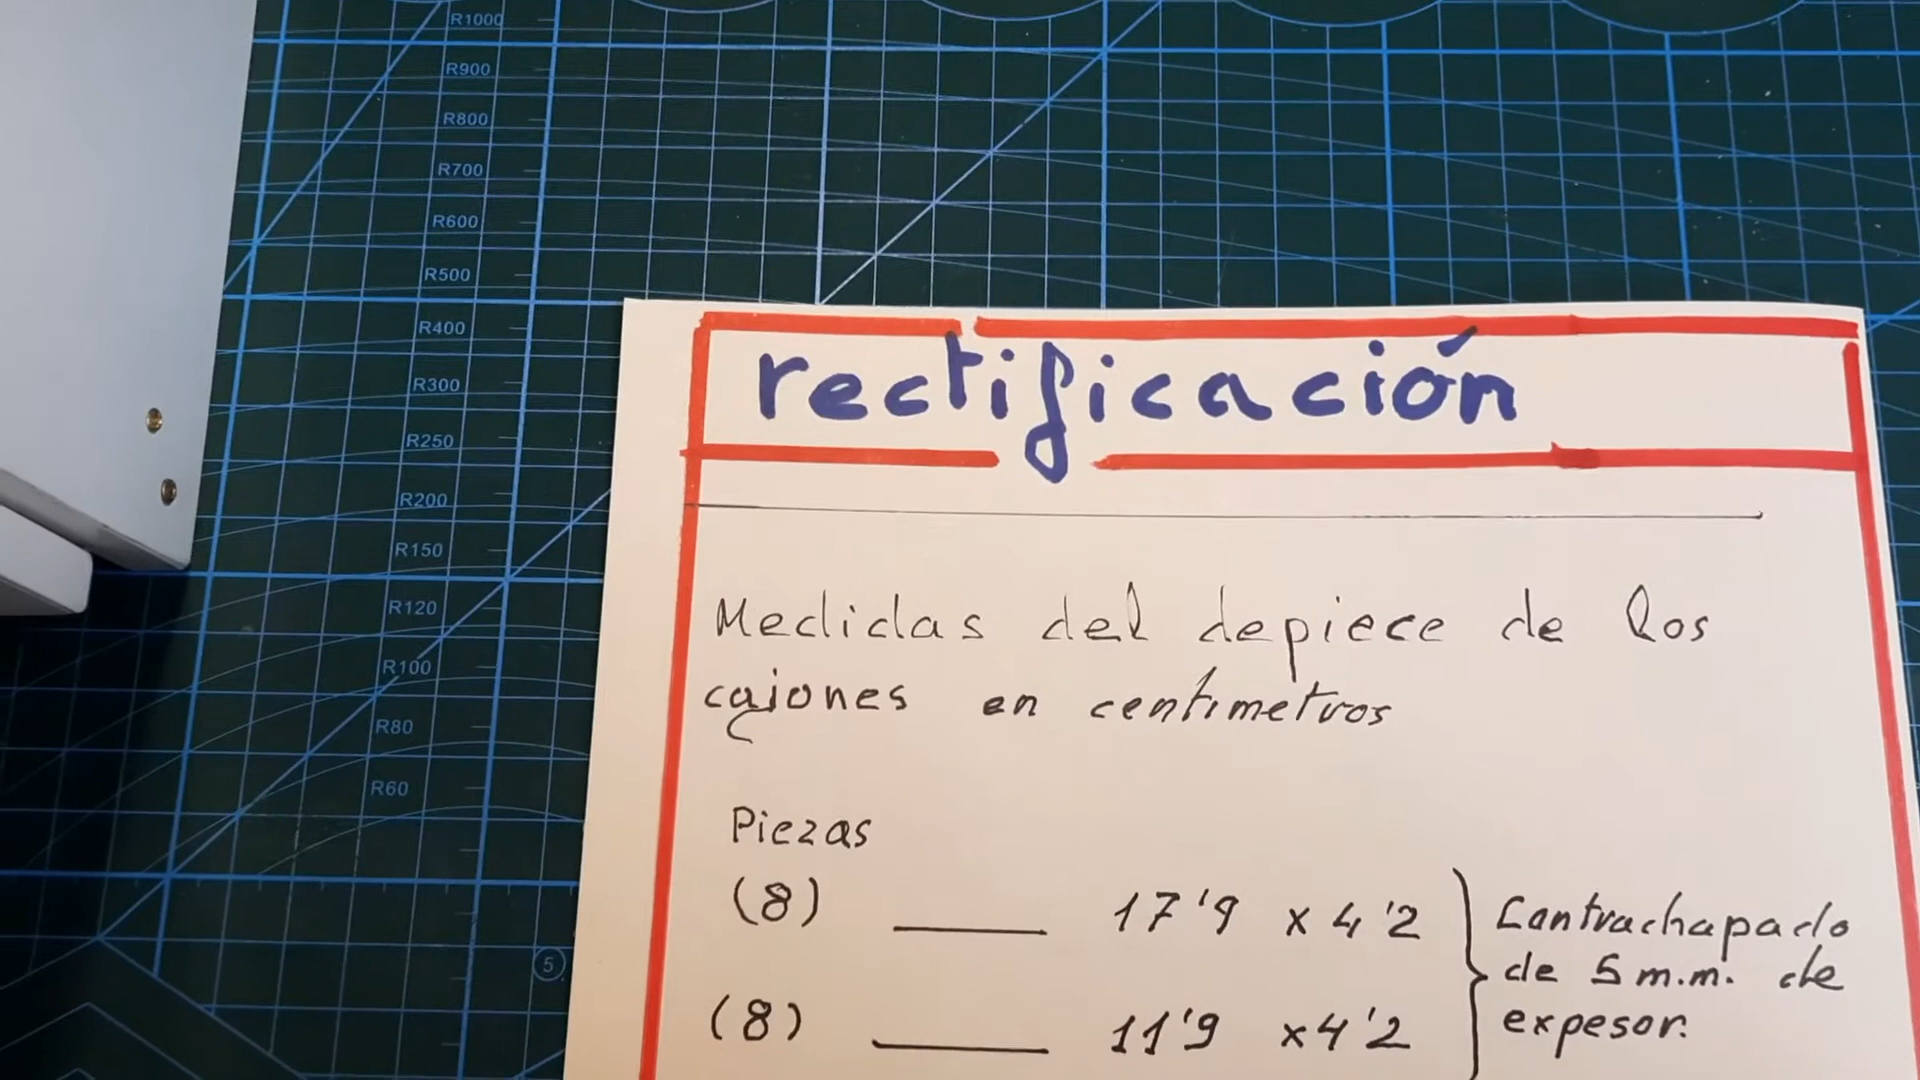 R1000
R900
R800
R700
R600
R500
R400
R300
R250
R200
R150
R120
R100
R80
R60
5
rectificación
Medidas del depiece de los
cajones en centimetros
Piezas
(8) 17'9 x 4'2
(8) 11'9 x4'2
Contrachapado
de 5 m.m. de
expesor.